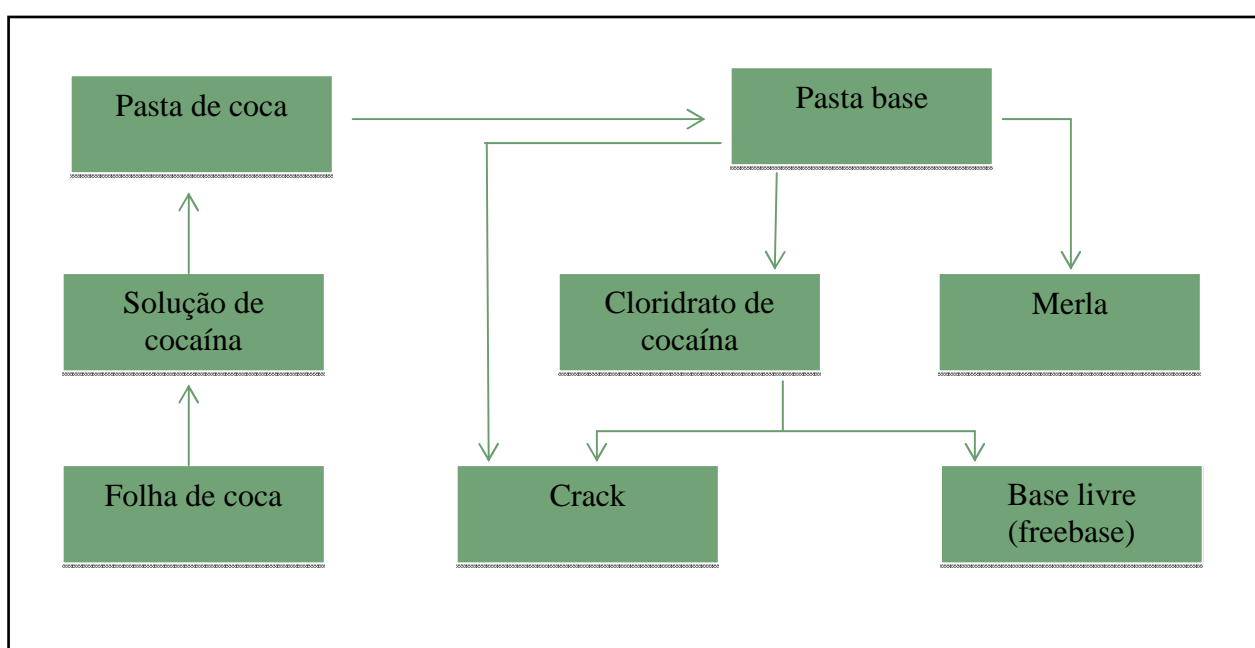 Pasta de coca
Pasta base
Solução de
cocaína
Cloridrato de
cocaína
Merla
Folha de coca
Crack
Base livre
(freebase)